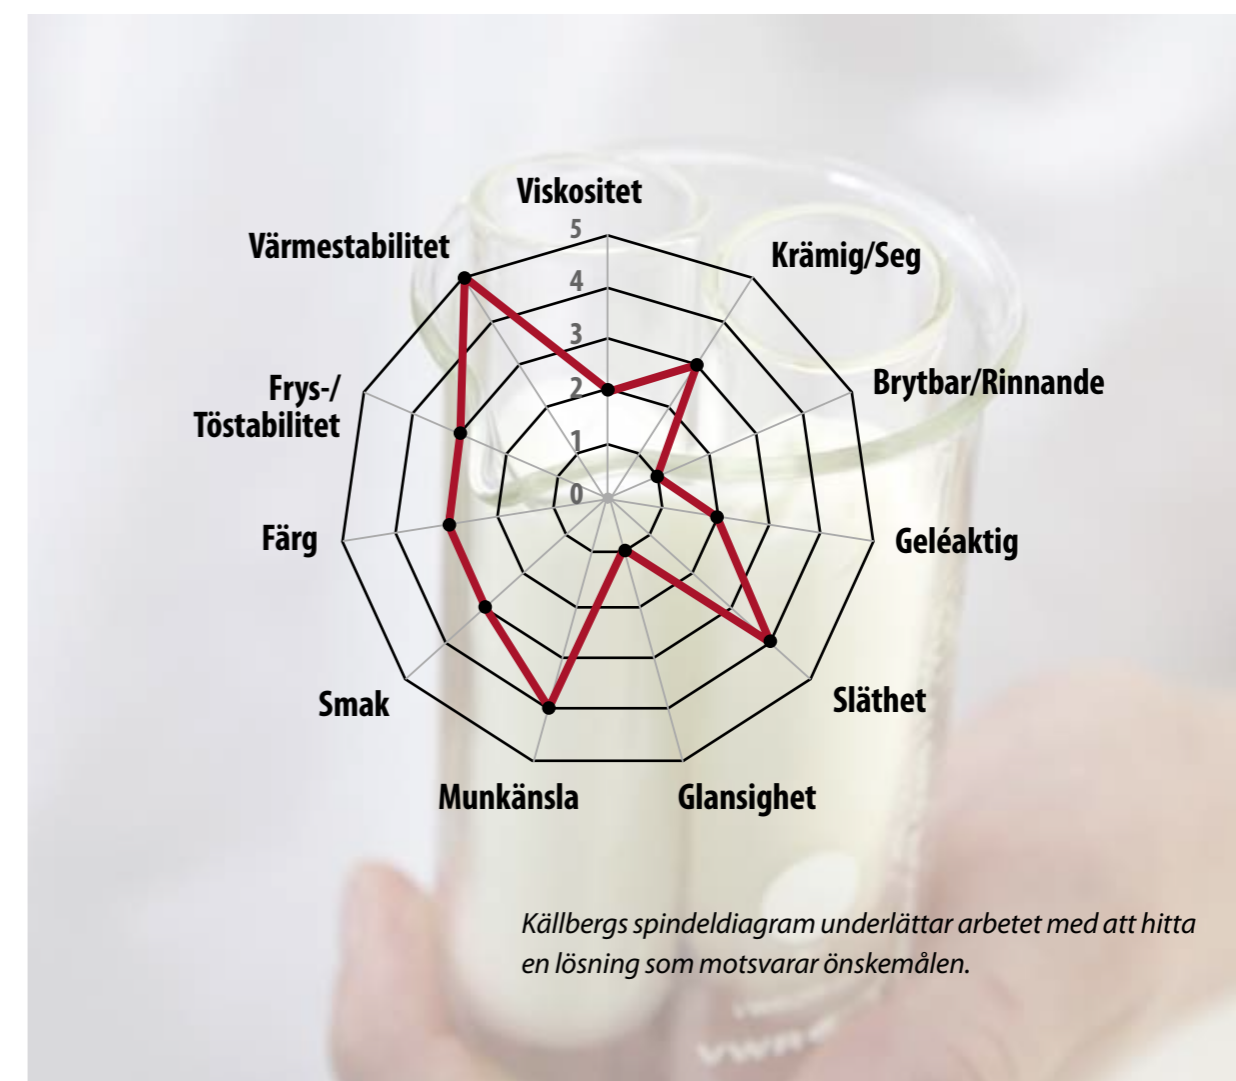 Viskositet
5
Värmestabilitet
Krämig/Seg
4
3
Frys-/
Töstabilitet
Brytbar/Rinnande
2
1
0
Färg
Geléaktig
Smak
Släthet
Munkänsla
Glansighet
Källbergs spindeldiagram underlättar arbetet med att hitta
en lösning som motsvarar önskemålen.
VWR